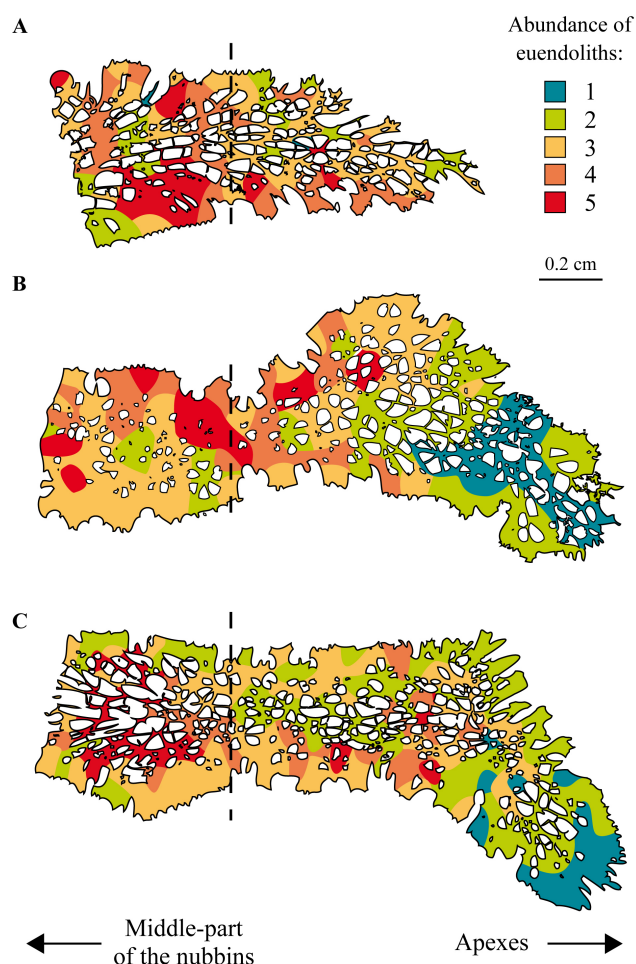 A
Abundance of
euendoliths:
1
2
3
4
5
0.2 cm
B
C
Middle-part
of the nubbins
Apexes